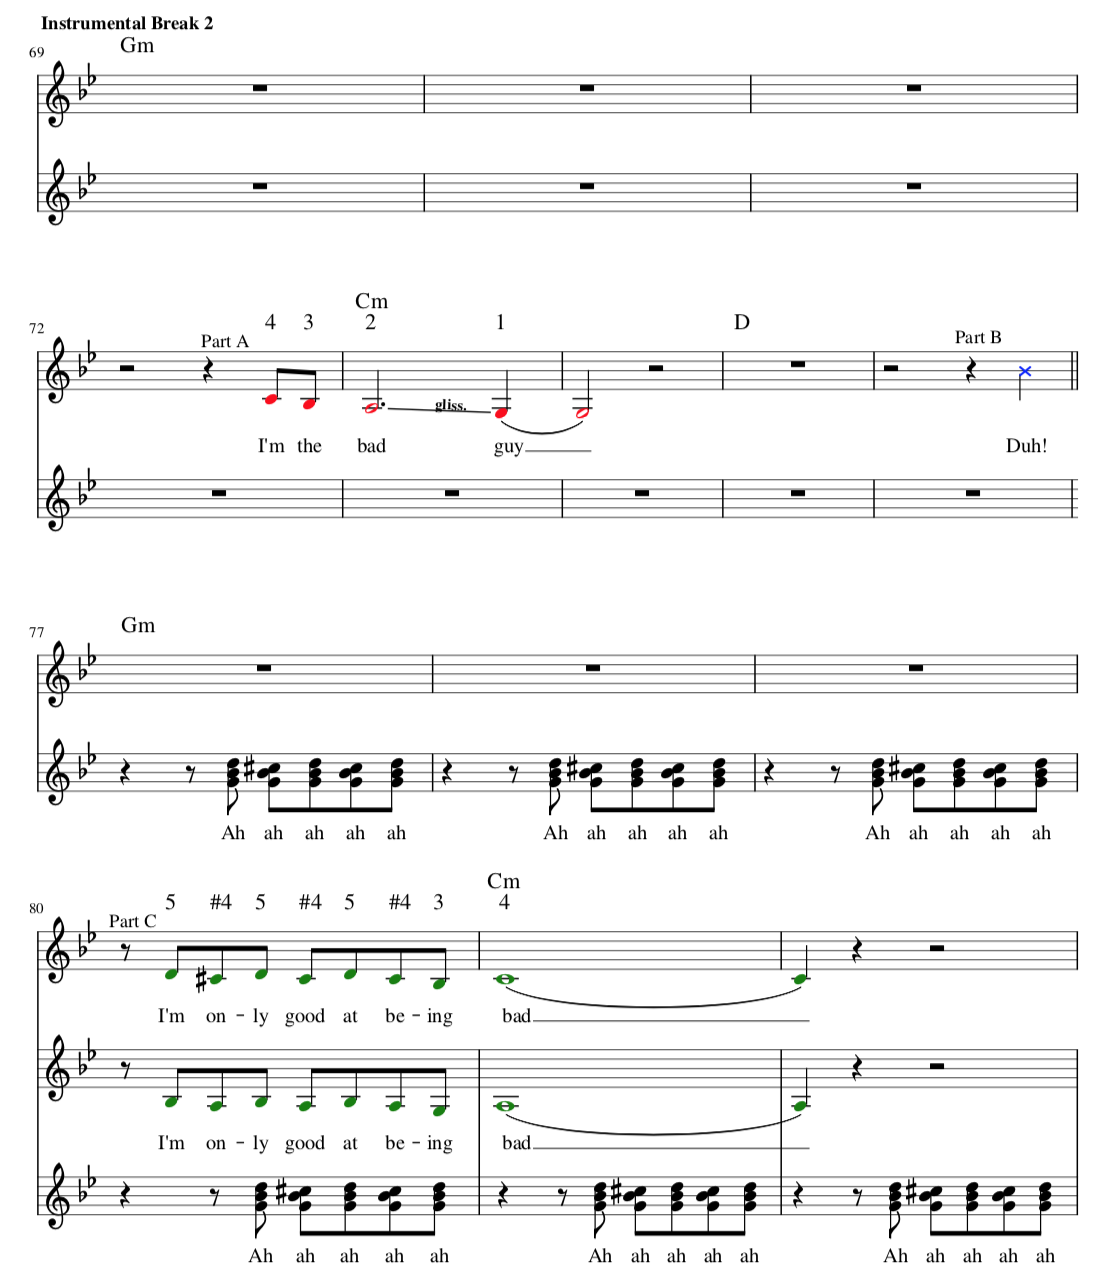 Instrumental Break 2
Gm
69
Cm
72 Part A 4 3 2 1 D Part B
gliss.
I'm the bad guy Duh!
Gm
77
Ah ah ah ah ah Ah ah ah ah ah Ah ah ah ah ah
Cm
80 Part C 5 #4 5 #4 5 #4 3 4
I'm on - ly good at be - ing bad
I'm on - ly good at be - ing bad
Ah ah ah ah ah Ah ah ah ah ah Ah ah ah ah ah